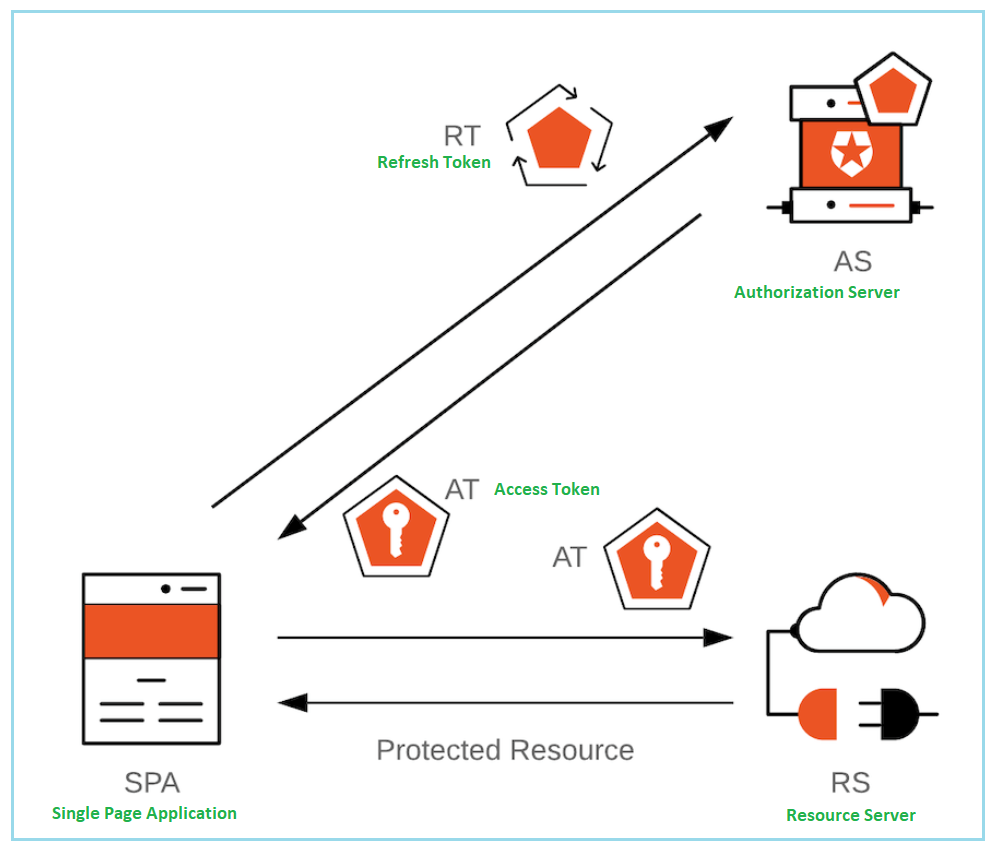 RT
Refresh Token
AS
Authorization Server
AT Access Token
AT
Protected Resource
SPA
Single Page Application
RS
Resource Server